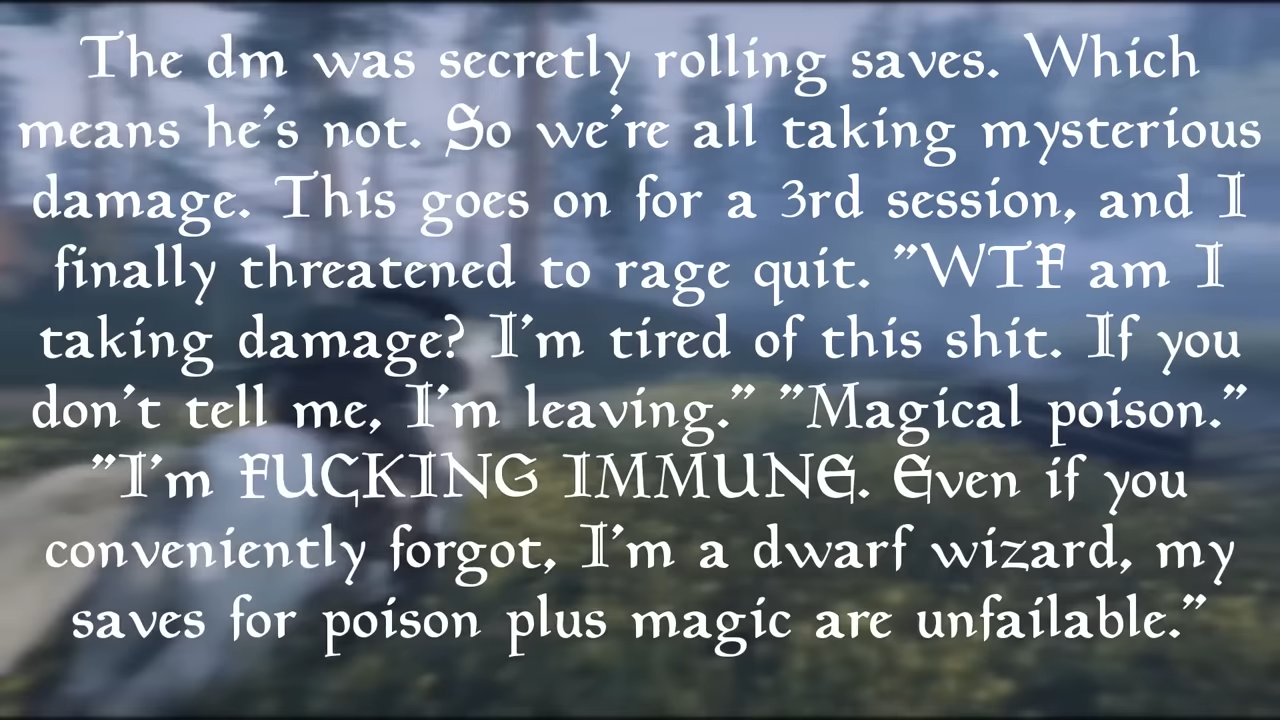 The dm was secretly rolling saves. Which
means he's not. So we're all taking mysterious
damage. This goes on for a 3rd session, and I
finally threatened to rage quit. "WTF am I
taking damage? I'm tired of this shit. If you
don't tell me, I'm leaving." "Magical poison."
"I'm FUCKING IMMUNE. Even if you
conveniently forgot, I'm a dwarf wizard, my
saves for poison plus magic are unfailable."